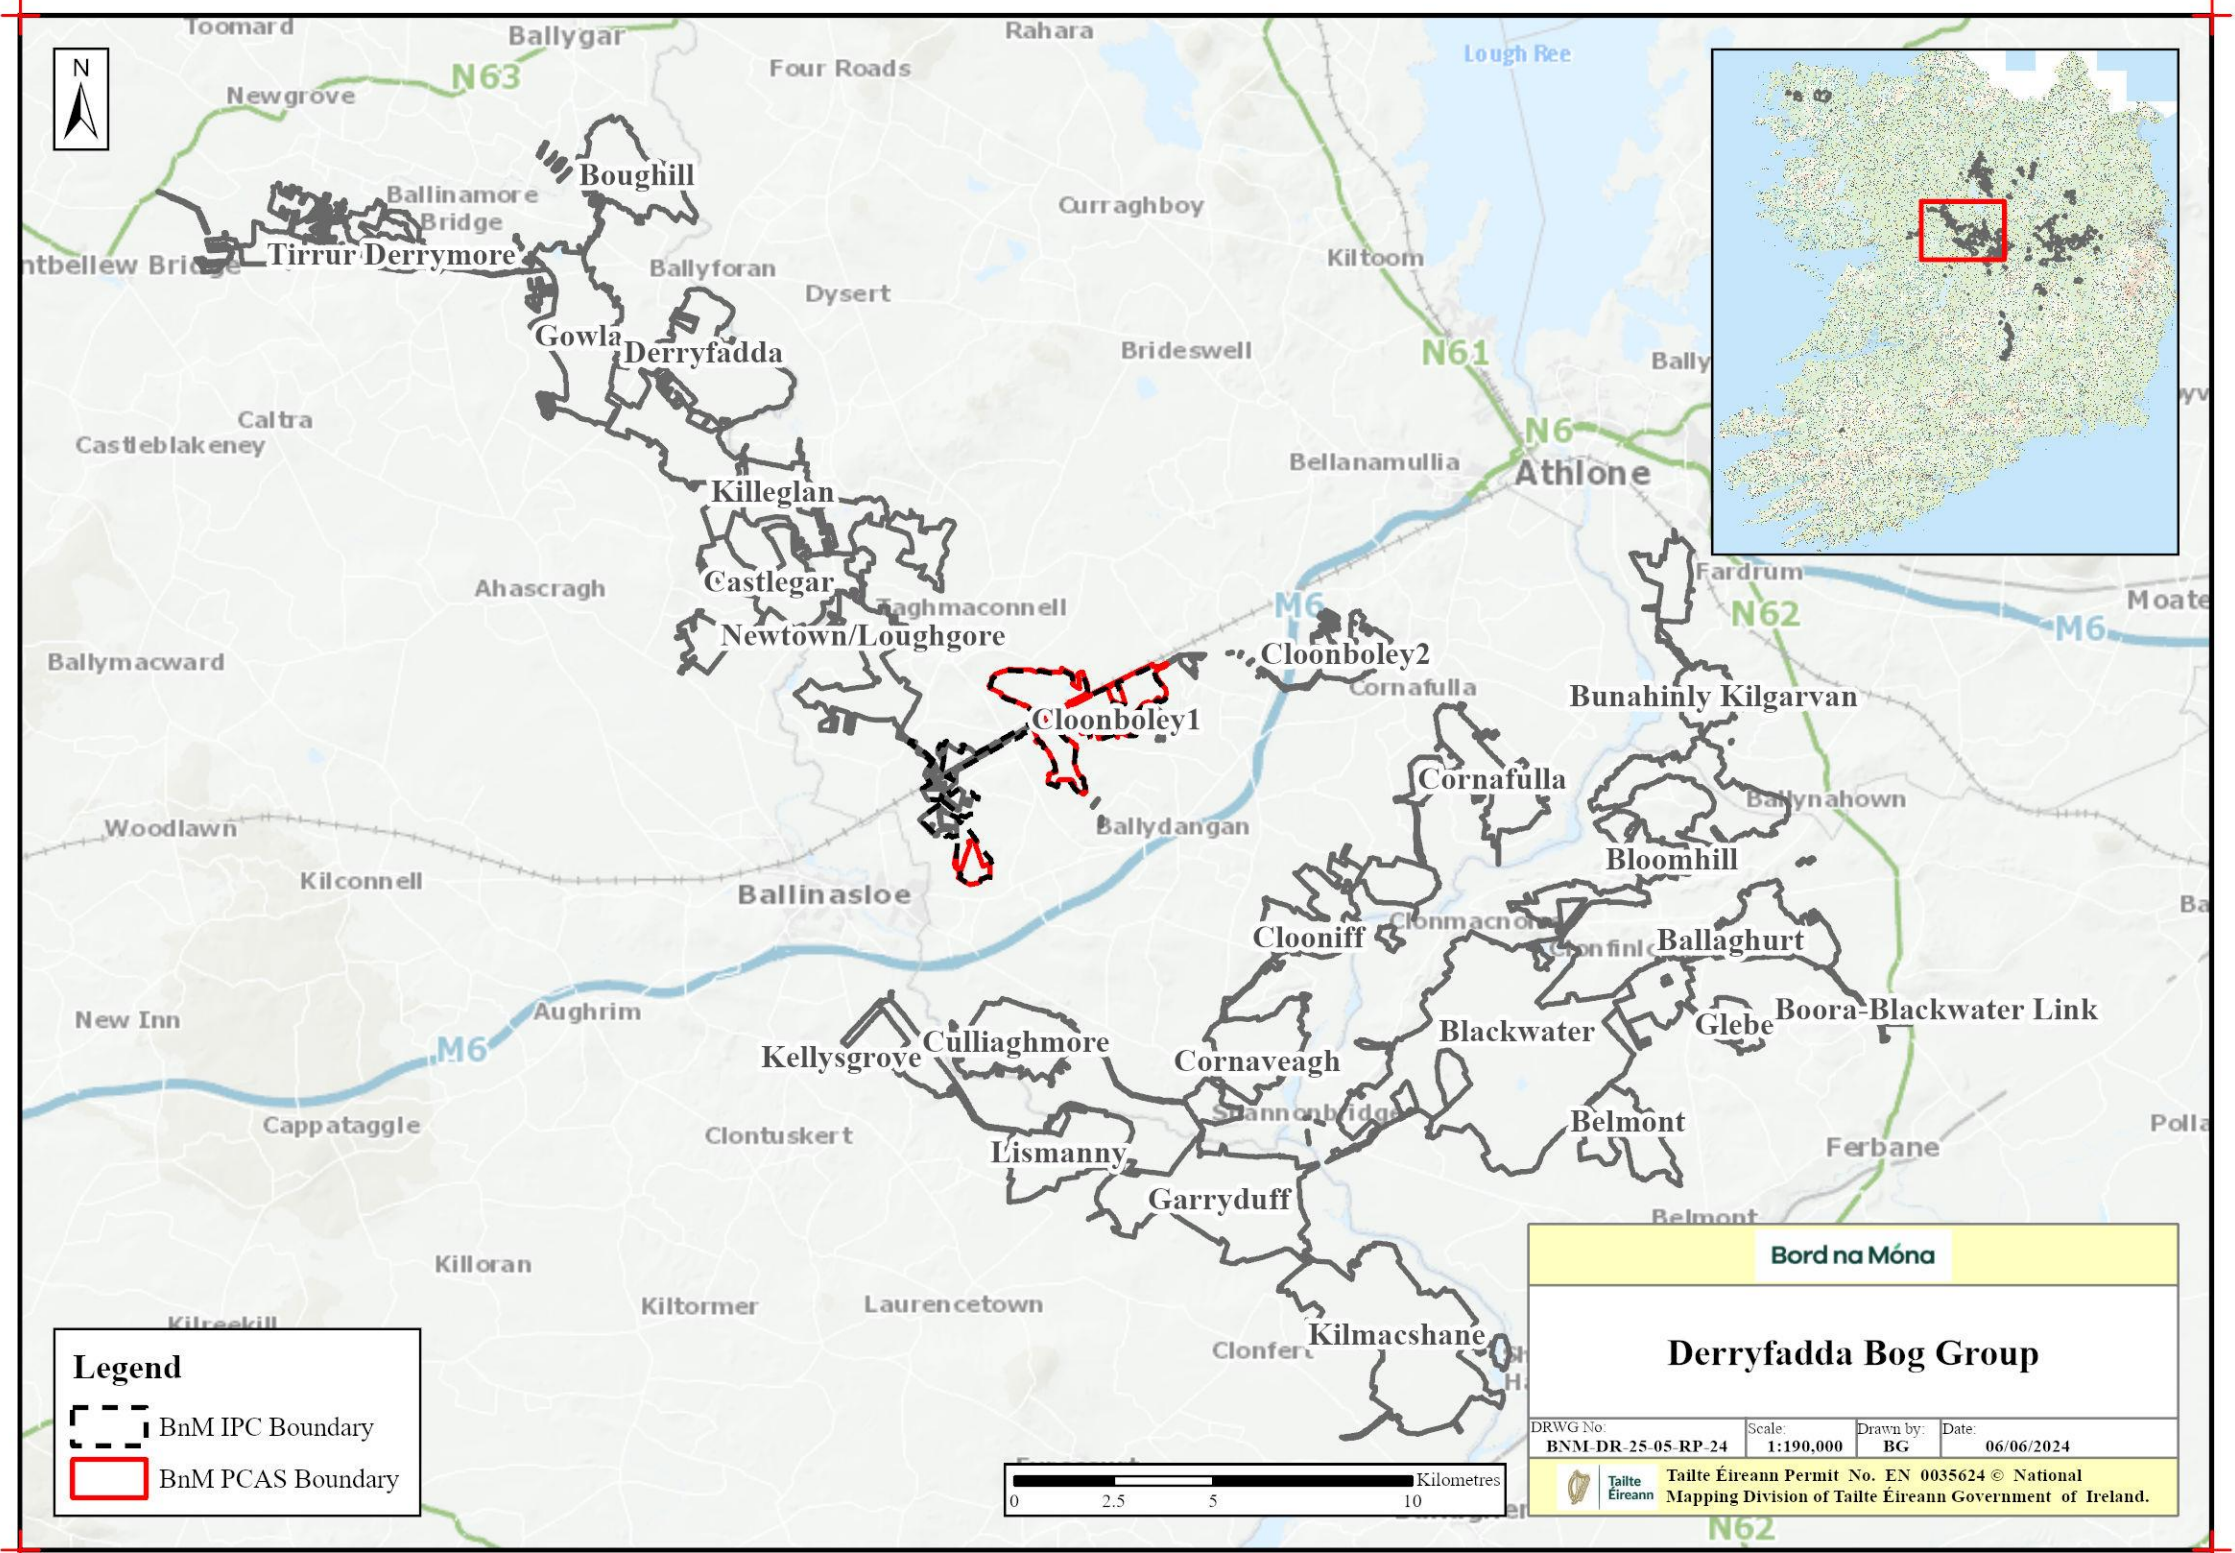 Toomard
Ballygar
Rahara
Lough Ree
N
N63
Four Roads
Newgrove
Boughill
Ballinamore
Bridge
Curraghboy
Tirrur Derrymore
Ballyforan
Kiltoom
Dysert
Gowla
Derryfadda
Brideswell
N61
Bally
Caltra
Castleblakeney
N6
Athlone
Bellanamullia
Killeglan
Castlegar
Ahascragh
Taghmaconnell
Fardrum
M6
N62
Moate
M6
Newtown/Loughgore
Cloonboley2
Cornafulla
Ballymacward
Bunahinly Kilgarvan
Cloonboley1
Cornafulla
Ballynahown
Woodlawn
Ballydangan
Bloomhill
Kilconnell
Ballinasloe
Clooniff
Ballaghurt
Aughrim
New Inn
M6
Kellysgrove
Culliaghmore
Cornaveagh
Blackwater
Glebe
Boora-Blackwater Link
Cappataggle
Clontuskert
Shannonbridge
Belmont
Lismanny
Ferbane
Garryduff
Belmont
Killoran
Kiltormer
Laurencetown
Kilreekill
Clonfert
Kilmacshane
Legend
BnM IPC Boundary
BnM PCAS Boundary
Kilometres
0 2.5 5 10
Bord na Móna
Derryfadda Bog Group
DRWG No:
BNM-DR-25-05-RP-24
Scale:
1:190,000
Drawn by:
BG
Date:
06/06/2024
Tailte
Éireann
Tailte Éireann Permit No. EN 0035624 © National
Mapping Division of Tailte Éireann Government of Ireland.
N62